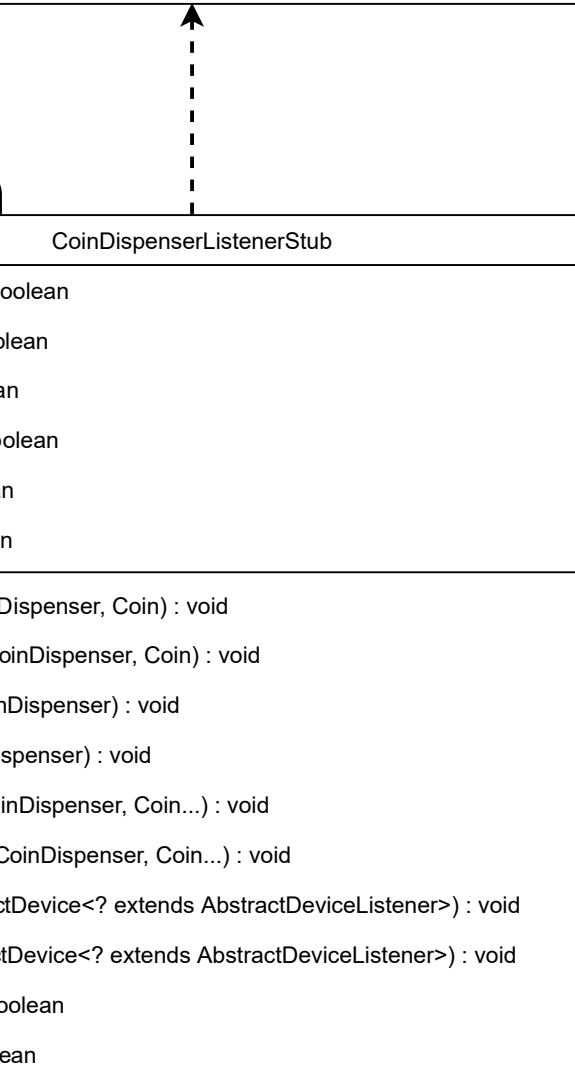 CoinDispenserListenerStub
oolean
olean
an
oolean
n
n
Dispenser, Coin) : void
oinDispenser, Coin) : void
nDispenser) : void
spenser) : void
inDispenser, Coin...) : void
CoinDispenser, Coin...) : void
ctDevice<? extends AbstractDeviceListener>) : void
tDevice<? extends AbstractDeviceListener>) : void
oolean
lean